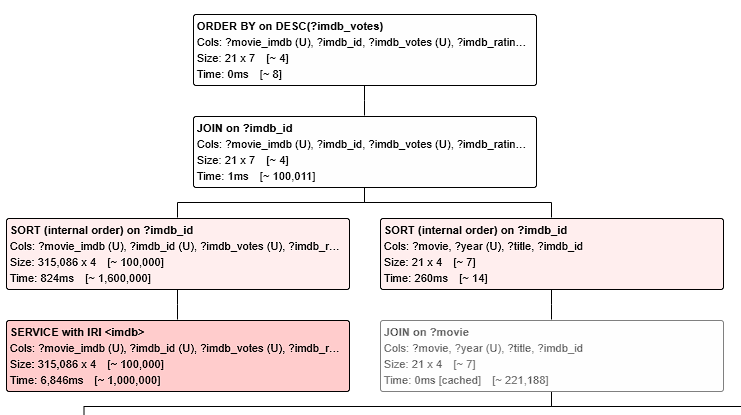 ORDER BY on DESC(?imdb_votes)
Cols: ?movie_imdb (U), ?imdb_id, ?imdb_votes (U), ?imdb_ratin...
Size: 21 x 7 [~ 4]
Time: 0ms [~ 8]
JOIN on ?imdb_id
Cols: ?movie_imdb (U), ?imdb_id, ?imdb_votes (U), ?imdb_ratin...
Size: 21 x 7 [~ 4]
Time: 1ms [~ 100,011]
SORT (internal order) on ?imdb_id
Cols: ?movie_imdb (U), ?imdb_id (U), ?imdb_votes (U), ?imdb_r...
Size: 315,086 x 4 [~ 100,000]
Time: 824ms [~ 1,600,000]
SORT (internal order) on ?imdb_id
Cols: ?movie, ?year (U), ?title, ?imdb_id
Size: 21 x 4 [~ 7]
Time: 260ms [~ 14]
SERVICE with IRI <imdb>
Cols: ?movie_imdb (U), ?imdb_id (U), ?imdb_votes (U), ?imdb_r...
Size: 315,086 x 4 [~ 100,000]
Time: 6,846ms [~ 1,000,000]
JOIN on ?movie
Cols: ?movie, ?year (U), ?title, ?imdb_id
Size: 21 x 4 [~ 7]
Time: 0ms [cached] [~ 221,188]